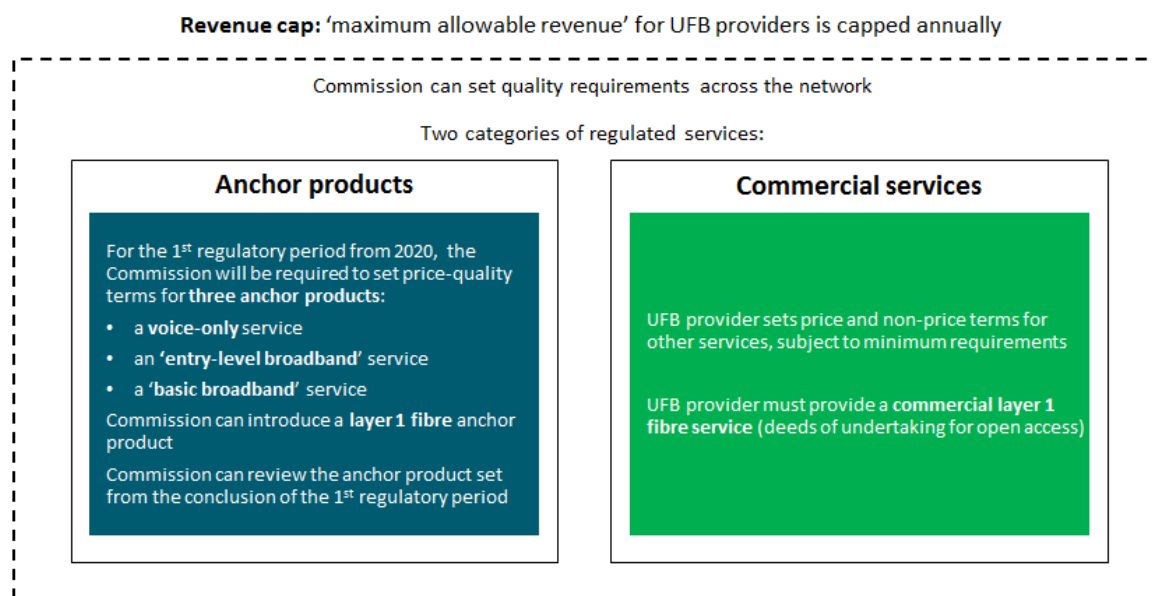 Revenue cap: ‘maximum allowable revenue’ for UFB providers is capped annually
Commission can set quality requirements across the network
Two categories of regulated services:
Anchor products
For the 1st regulatory period from 2020, the
Commission will be required to set price-quality
terms for three anchor products:
• a voice-only service
• an ‘entry-level broadband’ service
• a ‘basic broadband’ service
Commission can introduce a layer 1 fibre anchor
product
Commission can review the anchor product set
from the conclusion of the 1st regulatory period
Commercial services
UFB provider sets price and non-price terms for
other services, subject to minimum requirements
UFB provider must provide a commercial layer 1
fibre service (deeds of undertaking for open access)